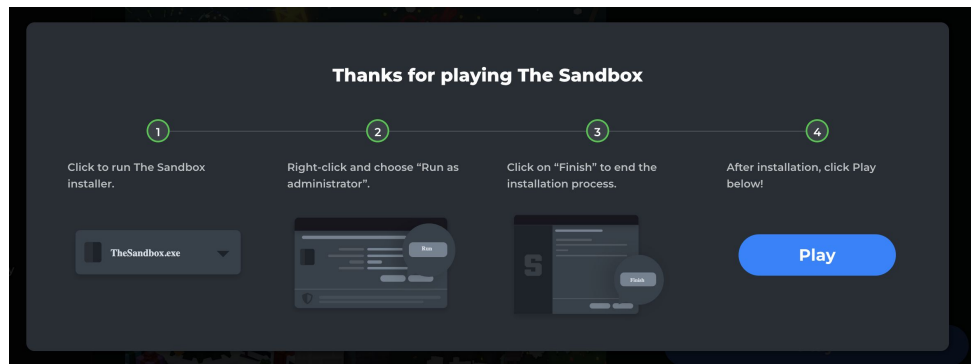 Thanks for playing The Sandbox
1
2
3
4
Click to run The Sandbox
installer.
Right-click and choose “Run as
administrator”.
Click on “Finish” to end the
installation process.
After installation, click Play
below!
TheSandbox.exe
Run
S
Finish
Play